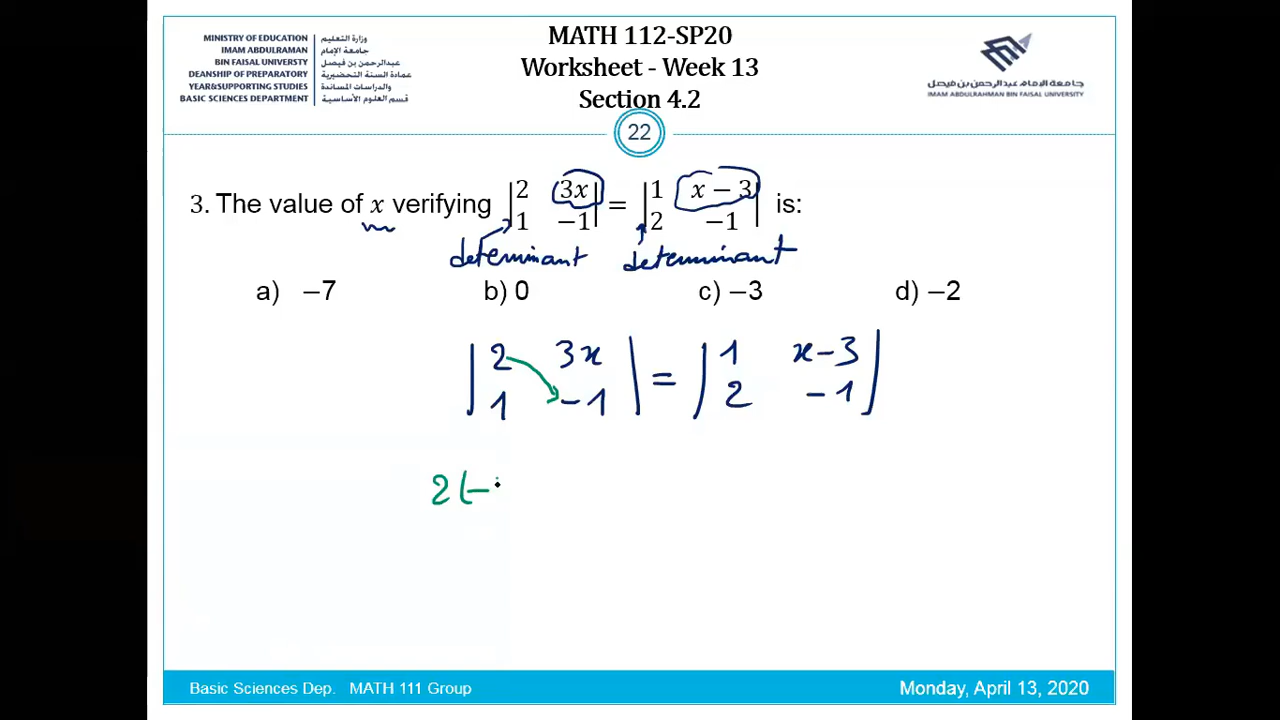 MINISTRY OF EDUCATION
IMAM ABDULRAMAN
BIN FAISAL UNIVERSTY
DEANSHIP OF PREPARATORY
YEAR&SUPPORTING STUDIES
BASIC SCIENCES DEPARTMENT
وزارة التعليم
جامعة الإمام
عبدالرحمن بن فيصل
عمادة السنة التحضيرية
والدراسات المساندة
قسم العلوم الأساسية
MATH 112-SP20
Worksheet - Week 13
Section 4.2
جامعة الإمام عبدالرحمن بن فيصل
IMAM ABDULRAHMAN BIN FAISAL UNIVERSITY
22
3. The value of x verifying |2 3x| = |1 x − 3| is:
|1 −1| |2 −1|
determinant determinant
a) −7 b) 0 c) −3 d) −2
|2 3x| = |1 x-3|
|1 -1| |2 -1|
2(-
Basic Sciences Dep. MATH 111 Group
Monday, April 13, 2020